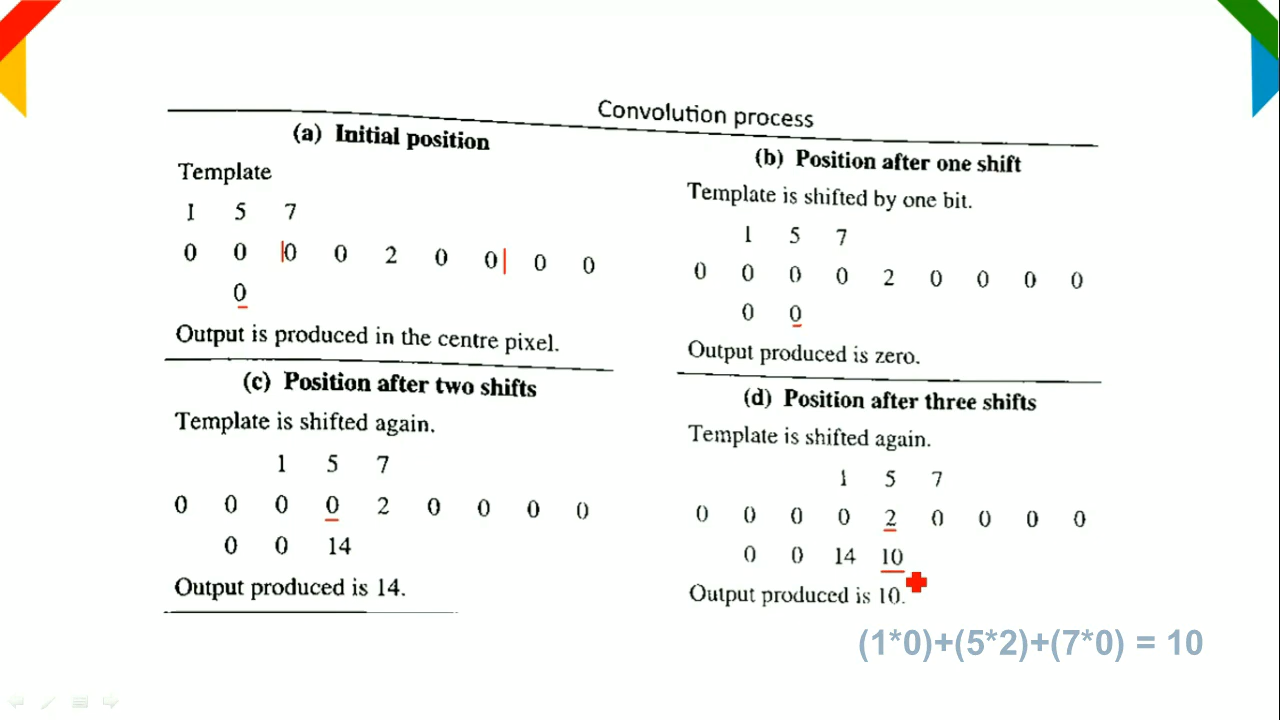 Convolution process
(a) Initial position
Template
1 5 7
0 0 0 0 2 0 0 0 0
0
Output is produced in the centre pixel.
(b) Position after one shift
Template is shifted by one bit.
1 5 7
0 0 0 0 2 0 0 0 0
0 0
Output produced is zero.
(c) Position after two shifts
Template is shifted again.
1 5 7
0 0 0 0 2 0 0 0 0
0 0 14
Output produced is 14.
(d) Position after three shifts
Template is shifted again.
1 5 7
0 0 0 0 2 0 0 0 0
0 0 14 10
Output produced is 10.
(1*0)+(5*2)+(7*0) = 10